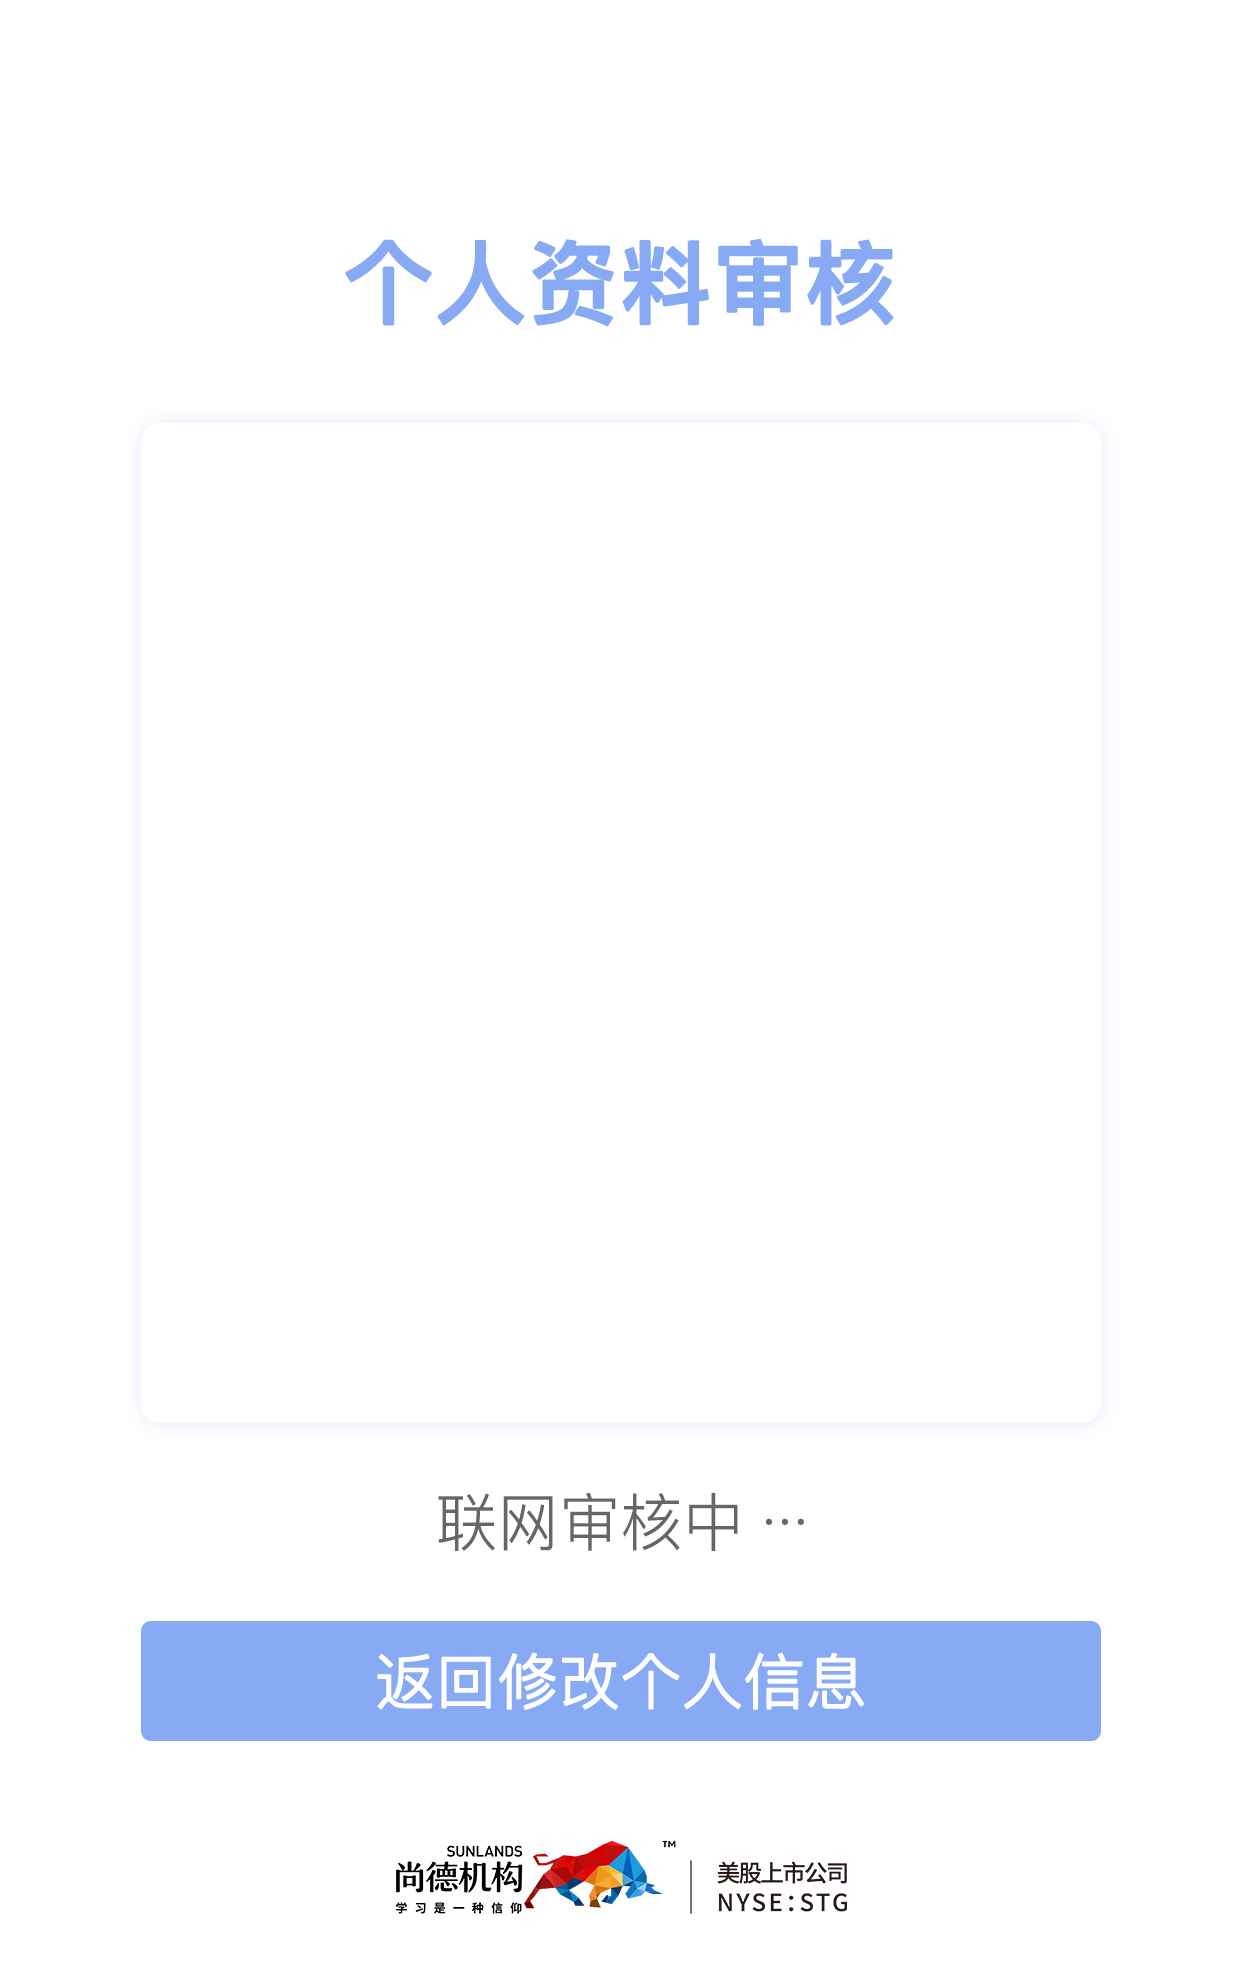 个人资料审核
联网审核中 ···
返回修改个人信息
SUNLANDS
尚德机构
学习是一种信仰
TM
美股上市公司
NYSE:STG